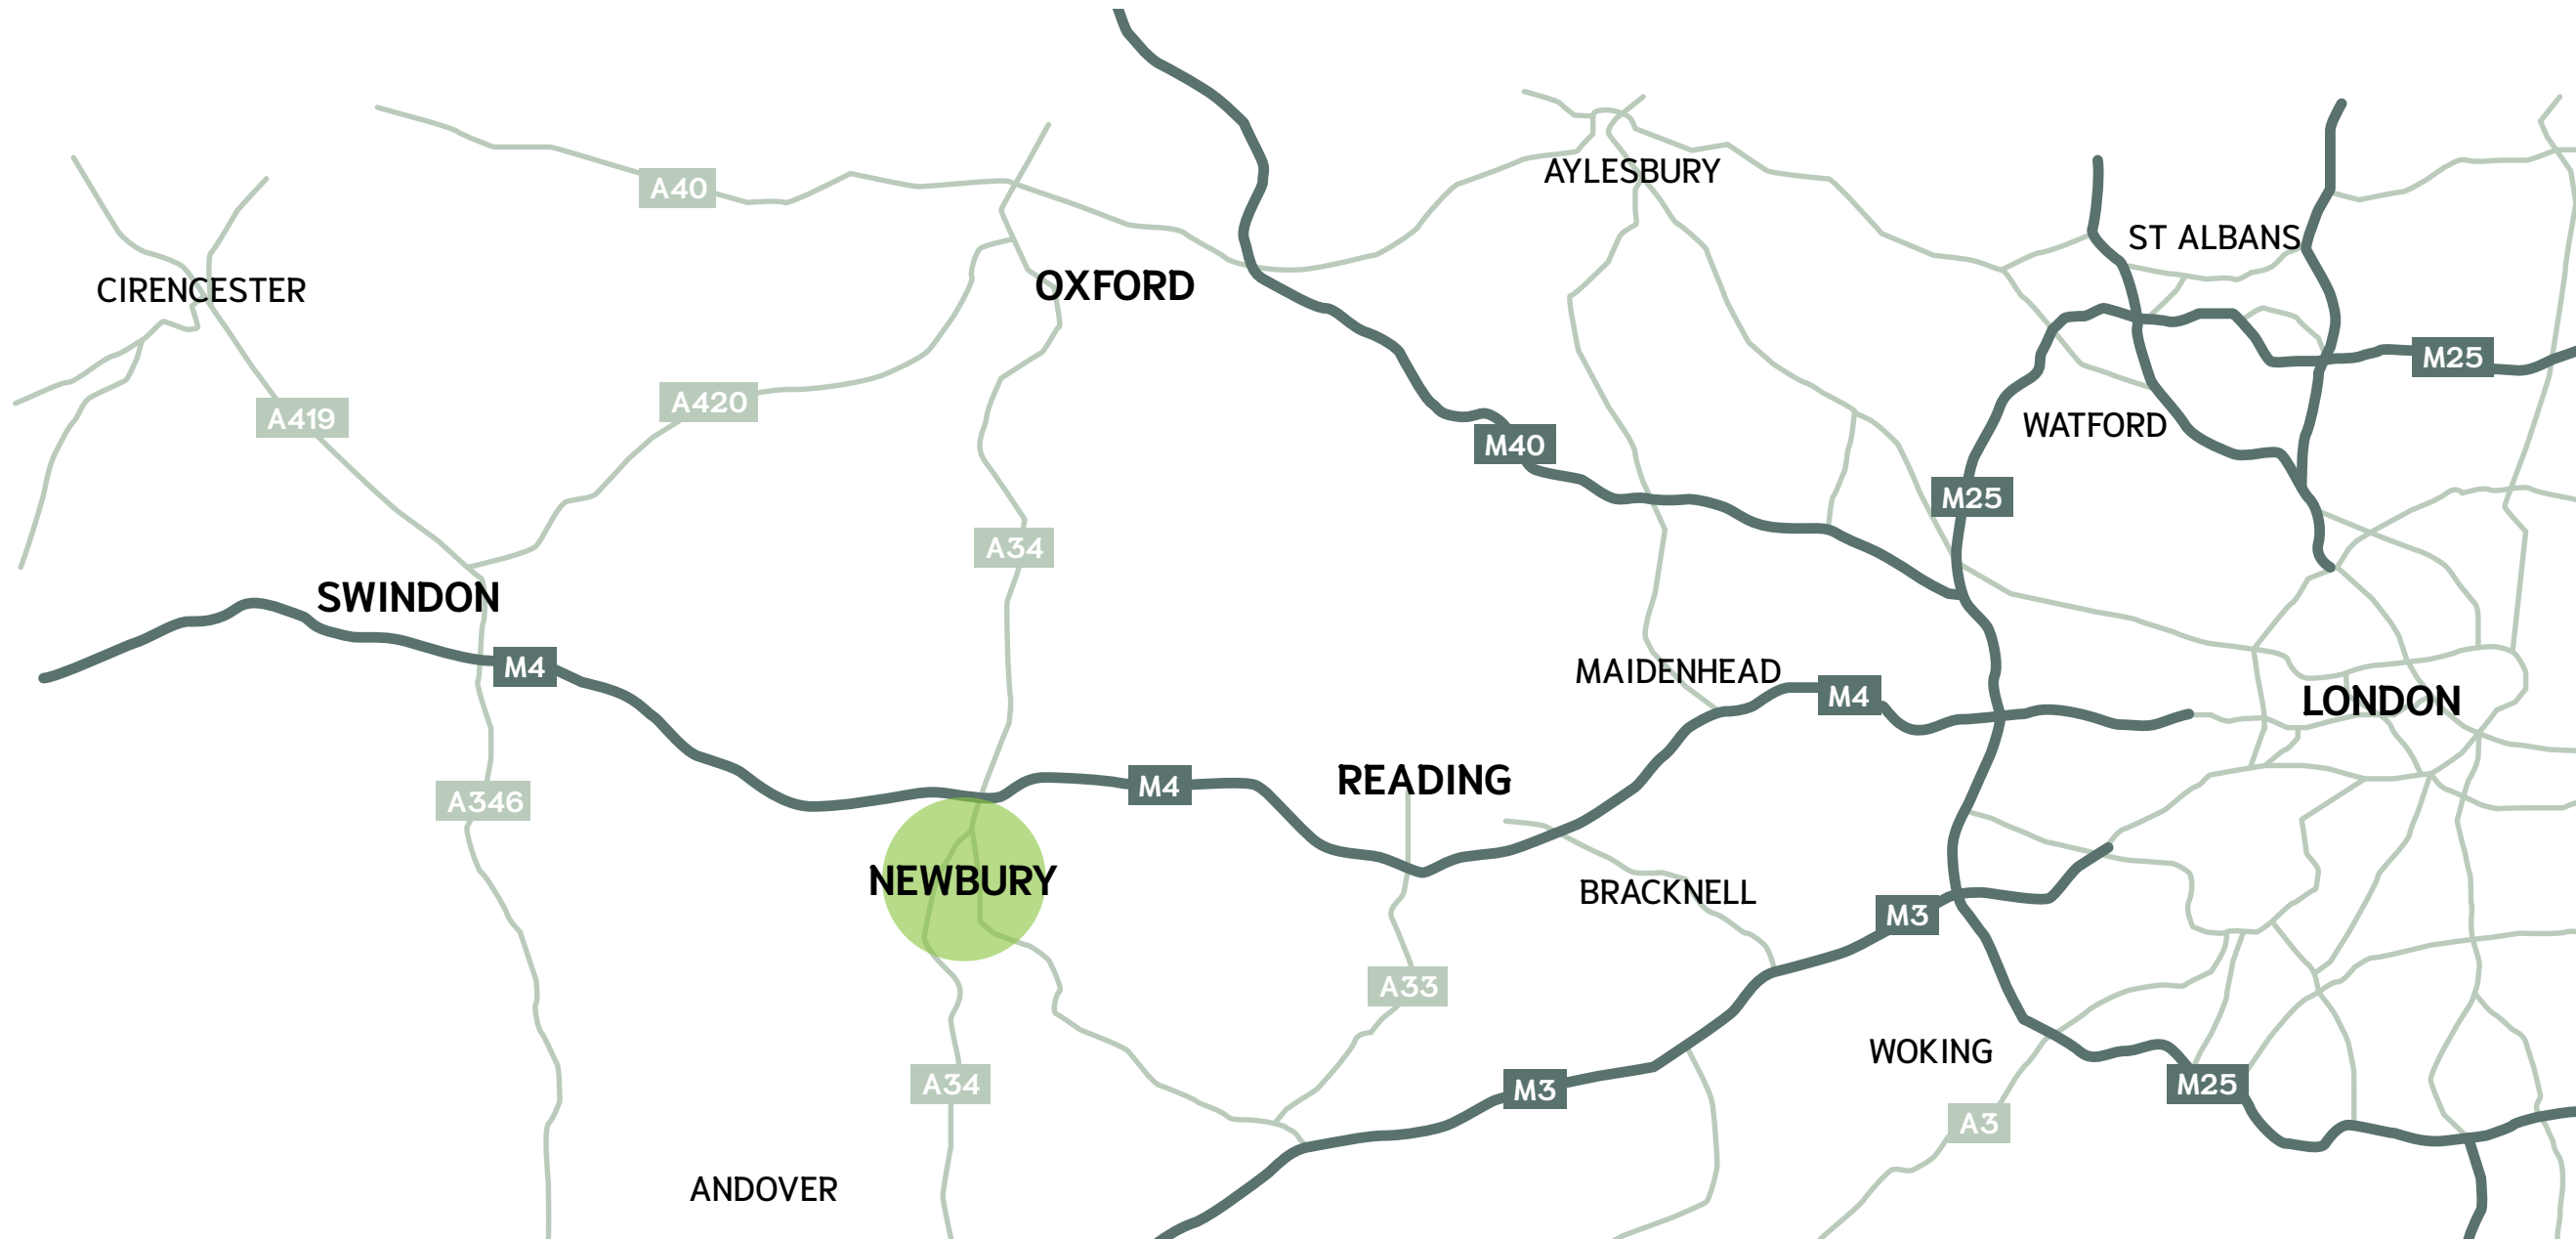 AYLESBURY
A40
ST ALBANS
CIRENCESTER
OXFORD
M25
A420
A419
WATFORD
M40
M25
A34
SWINDON
M4
MAIDENHEAD
M4
LONDON
READING
M4
A346
NEWBURY
BRACKNELL
M3
A33
WOKING
A34
M3
M25
A3
ANDOVER